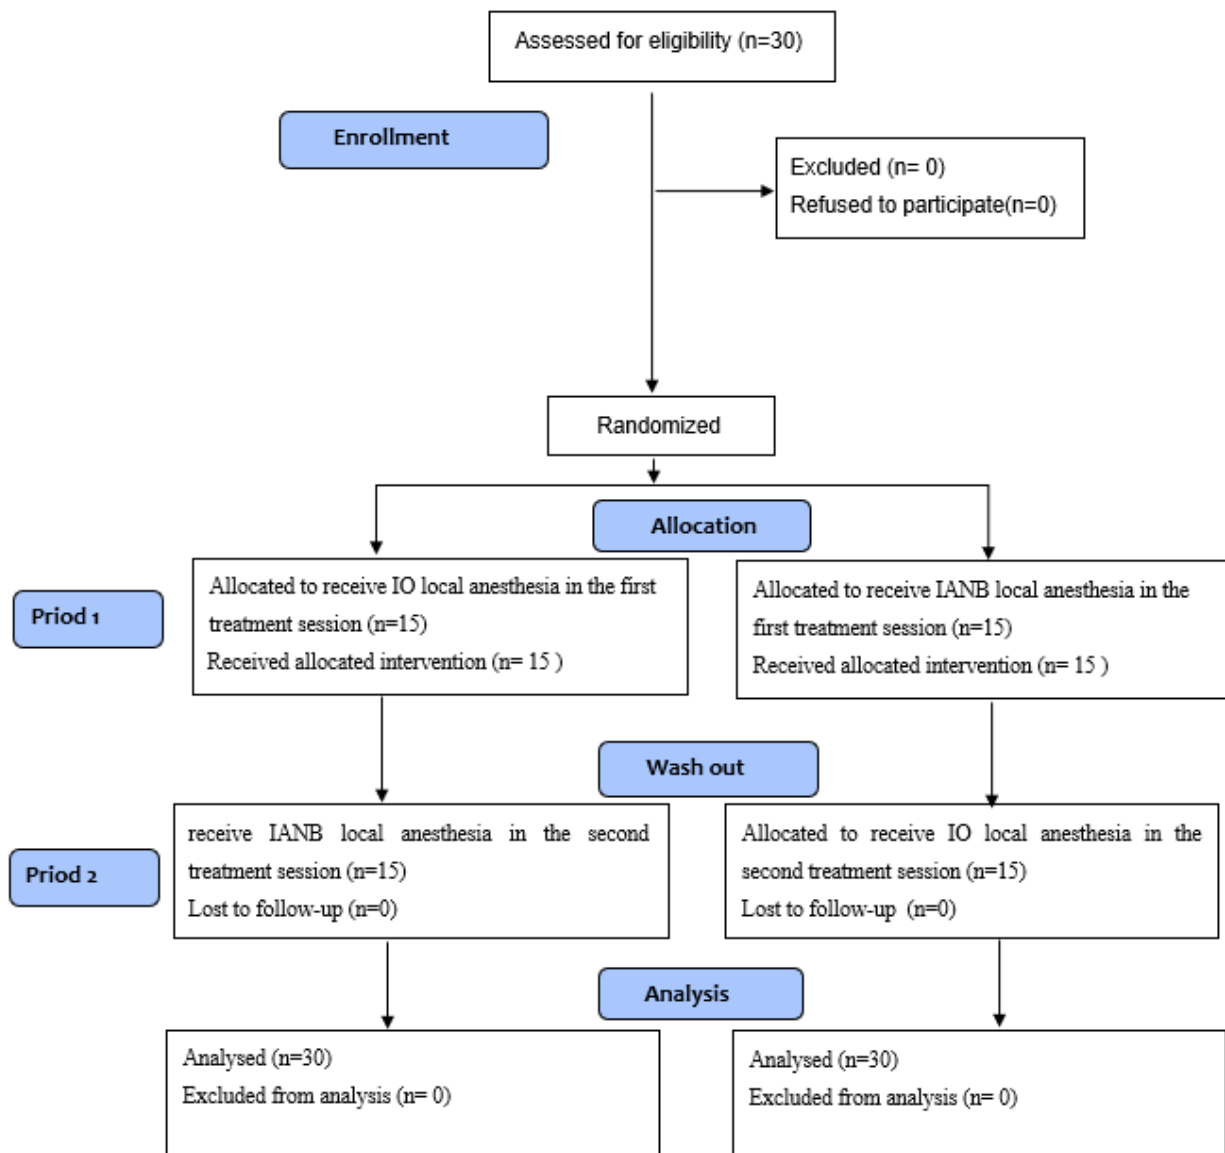 Assessed for eligibility (n=30)
Enrollment
Excluded (n= 0)
Refused to participate(n=0)
Randomized
Allocation
Priod 1
Allocated to receive IO local anesthesia in the first
treatment session (n=15)
Received allocated intervention (n= 15 )
Allocated to receive IANB local anesthesia in the
first treatment session (n=15)
Received allocated intervention (n= 15 )
Wash out
Priod 2
receive IANB local anesthesia in the second
treatment session (n=15)
Lost to follow-up (n=0)
Allocated to receive IO local anesthesia in the
second treatment session (n=15)
Lost to follow-up (n=0)
Analysis
Analysed (n=30)
Excluded from analysis (n= 0)
Analysed (n=30)
Excluded from analysis (n= 0)